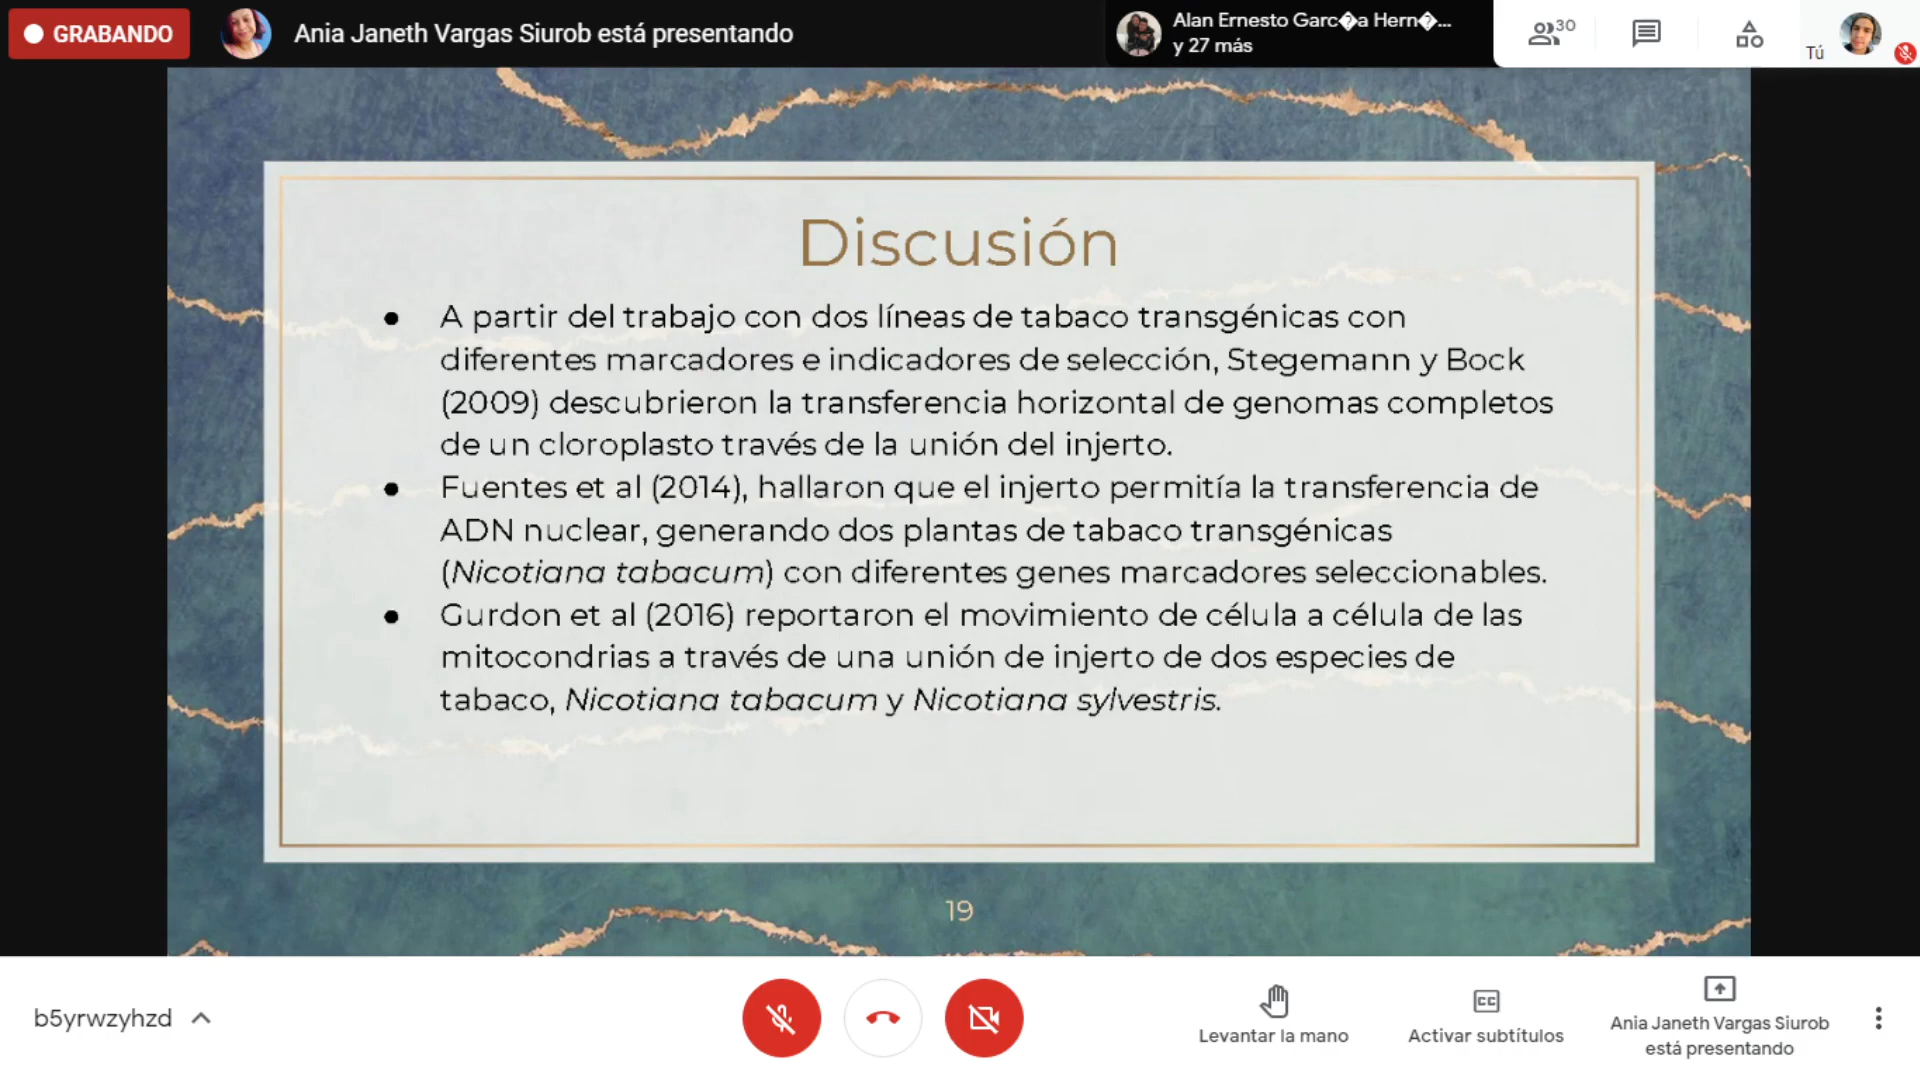 GRABANDO
Ania Janeth Vargas Siurob está presentando
Alan Ernesto Garc�a Hern�...
y 27 más
30
Tú
Discusión
● A partir del trabajo con dos líneas de tabaco transgénicas con
diferentes marcadores e indicadores de selección, Stegemann y Bock
(2009) descubrieron la transferencia horizontal de genomas completos
de un cloroplasto través de la unión del injerto.
● Fuentes et al (2014), hallaron que el injerto permitía la transferencia de
ADN nuclear, generando dos plantas de tabaco transgénicas
(Nicotiana tabacum) con diferentes genes marcadores seleccionables.
● Gurdon et al (2016) reportaron el movimiento de célula a célula de las
mitocondrias a través de una unión de injerto de dos especies de
tabaco, Nicotiana tabacum y Nicotiana sylvestris.
19
b5yrwzyhzd
Levantar la mano
CC
Activar subtítulos
Ania Janeth Vargas Siurob
está presentando